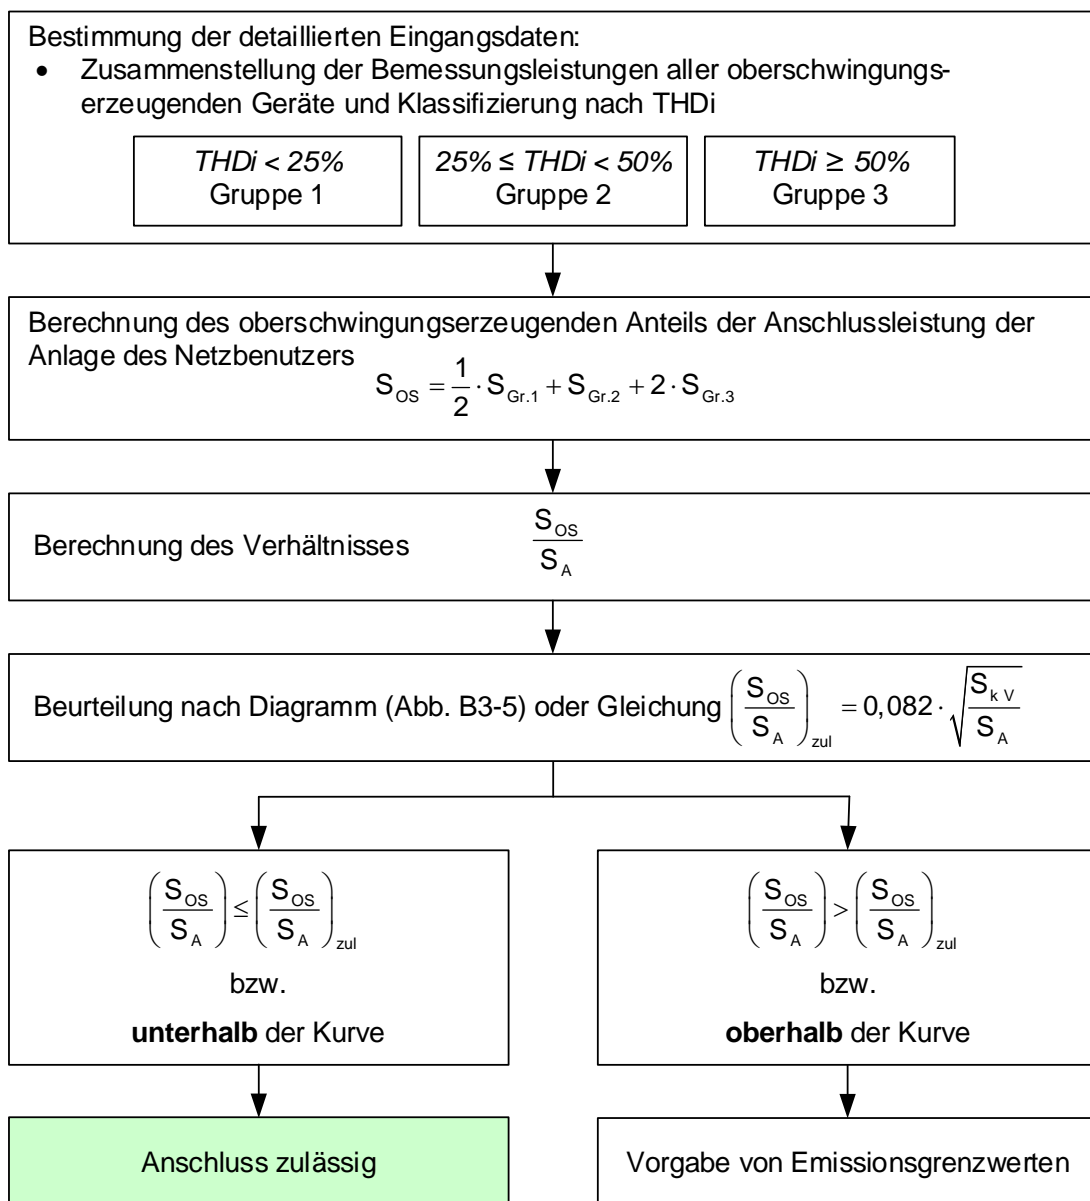 Bestimmung der detaillierten Eingangsdaten:
• Zusammenstellung der Bemessungsleistungen aller oberschwingungs-
erzeugenden Geräte und Klassifizierung nach THDi
THDi < 25%
Gruppe 1
25% ≤ THDi < 50%
Gruppe 2
THDi ≥ 50%
Gruppe 3
Berechnung des oberschwingungserzeugenden Anteils der Anschlussleistung der
Anlage des Netzbenutzers
S_OS = 1/2 · S_Gr.1 + S_Gr.2 + 2 · S_Gr.3
Berechnung des Verhältnisses S_OS/S_A
Beurteilung nach Diagramm (Abb. B3-5) oder Gleichung (S_OS/S_A)_zul = 0,082 · √(S_k V/S_A)
(S_OS/S_A) ≤ (S_OS/S_A)_zul
bzw.
unterhalb der Kurve
(S_OS/S_A) > (S_OS/S_A)_zul
bzw.
oberhalb der Kurve
Anschluss zulässig
Vorgabe von Emissionsgrenzwerten